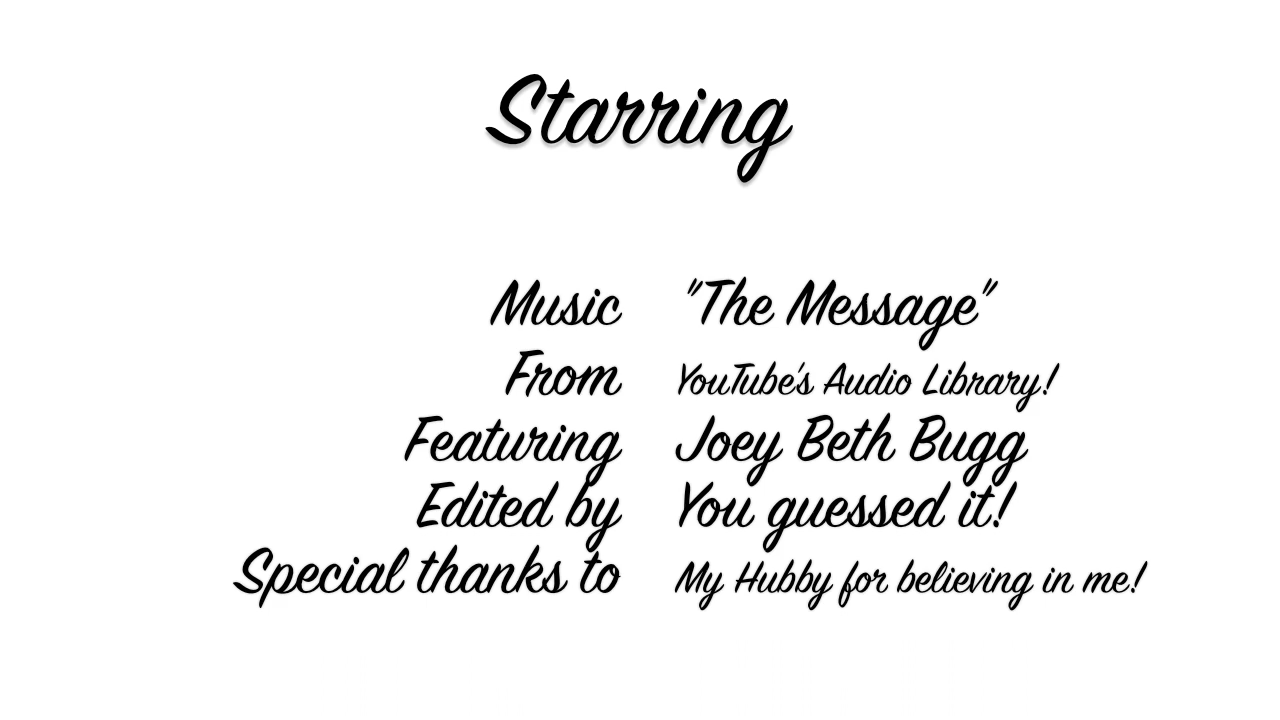 Starring
Music "The Message"
From YouTube's Audio Library!
Featuring Joey Beth Bugg
Edited by You guessed it!
Special thanks to My Hubby for believing in me!